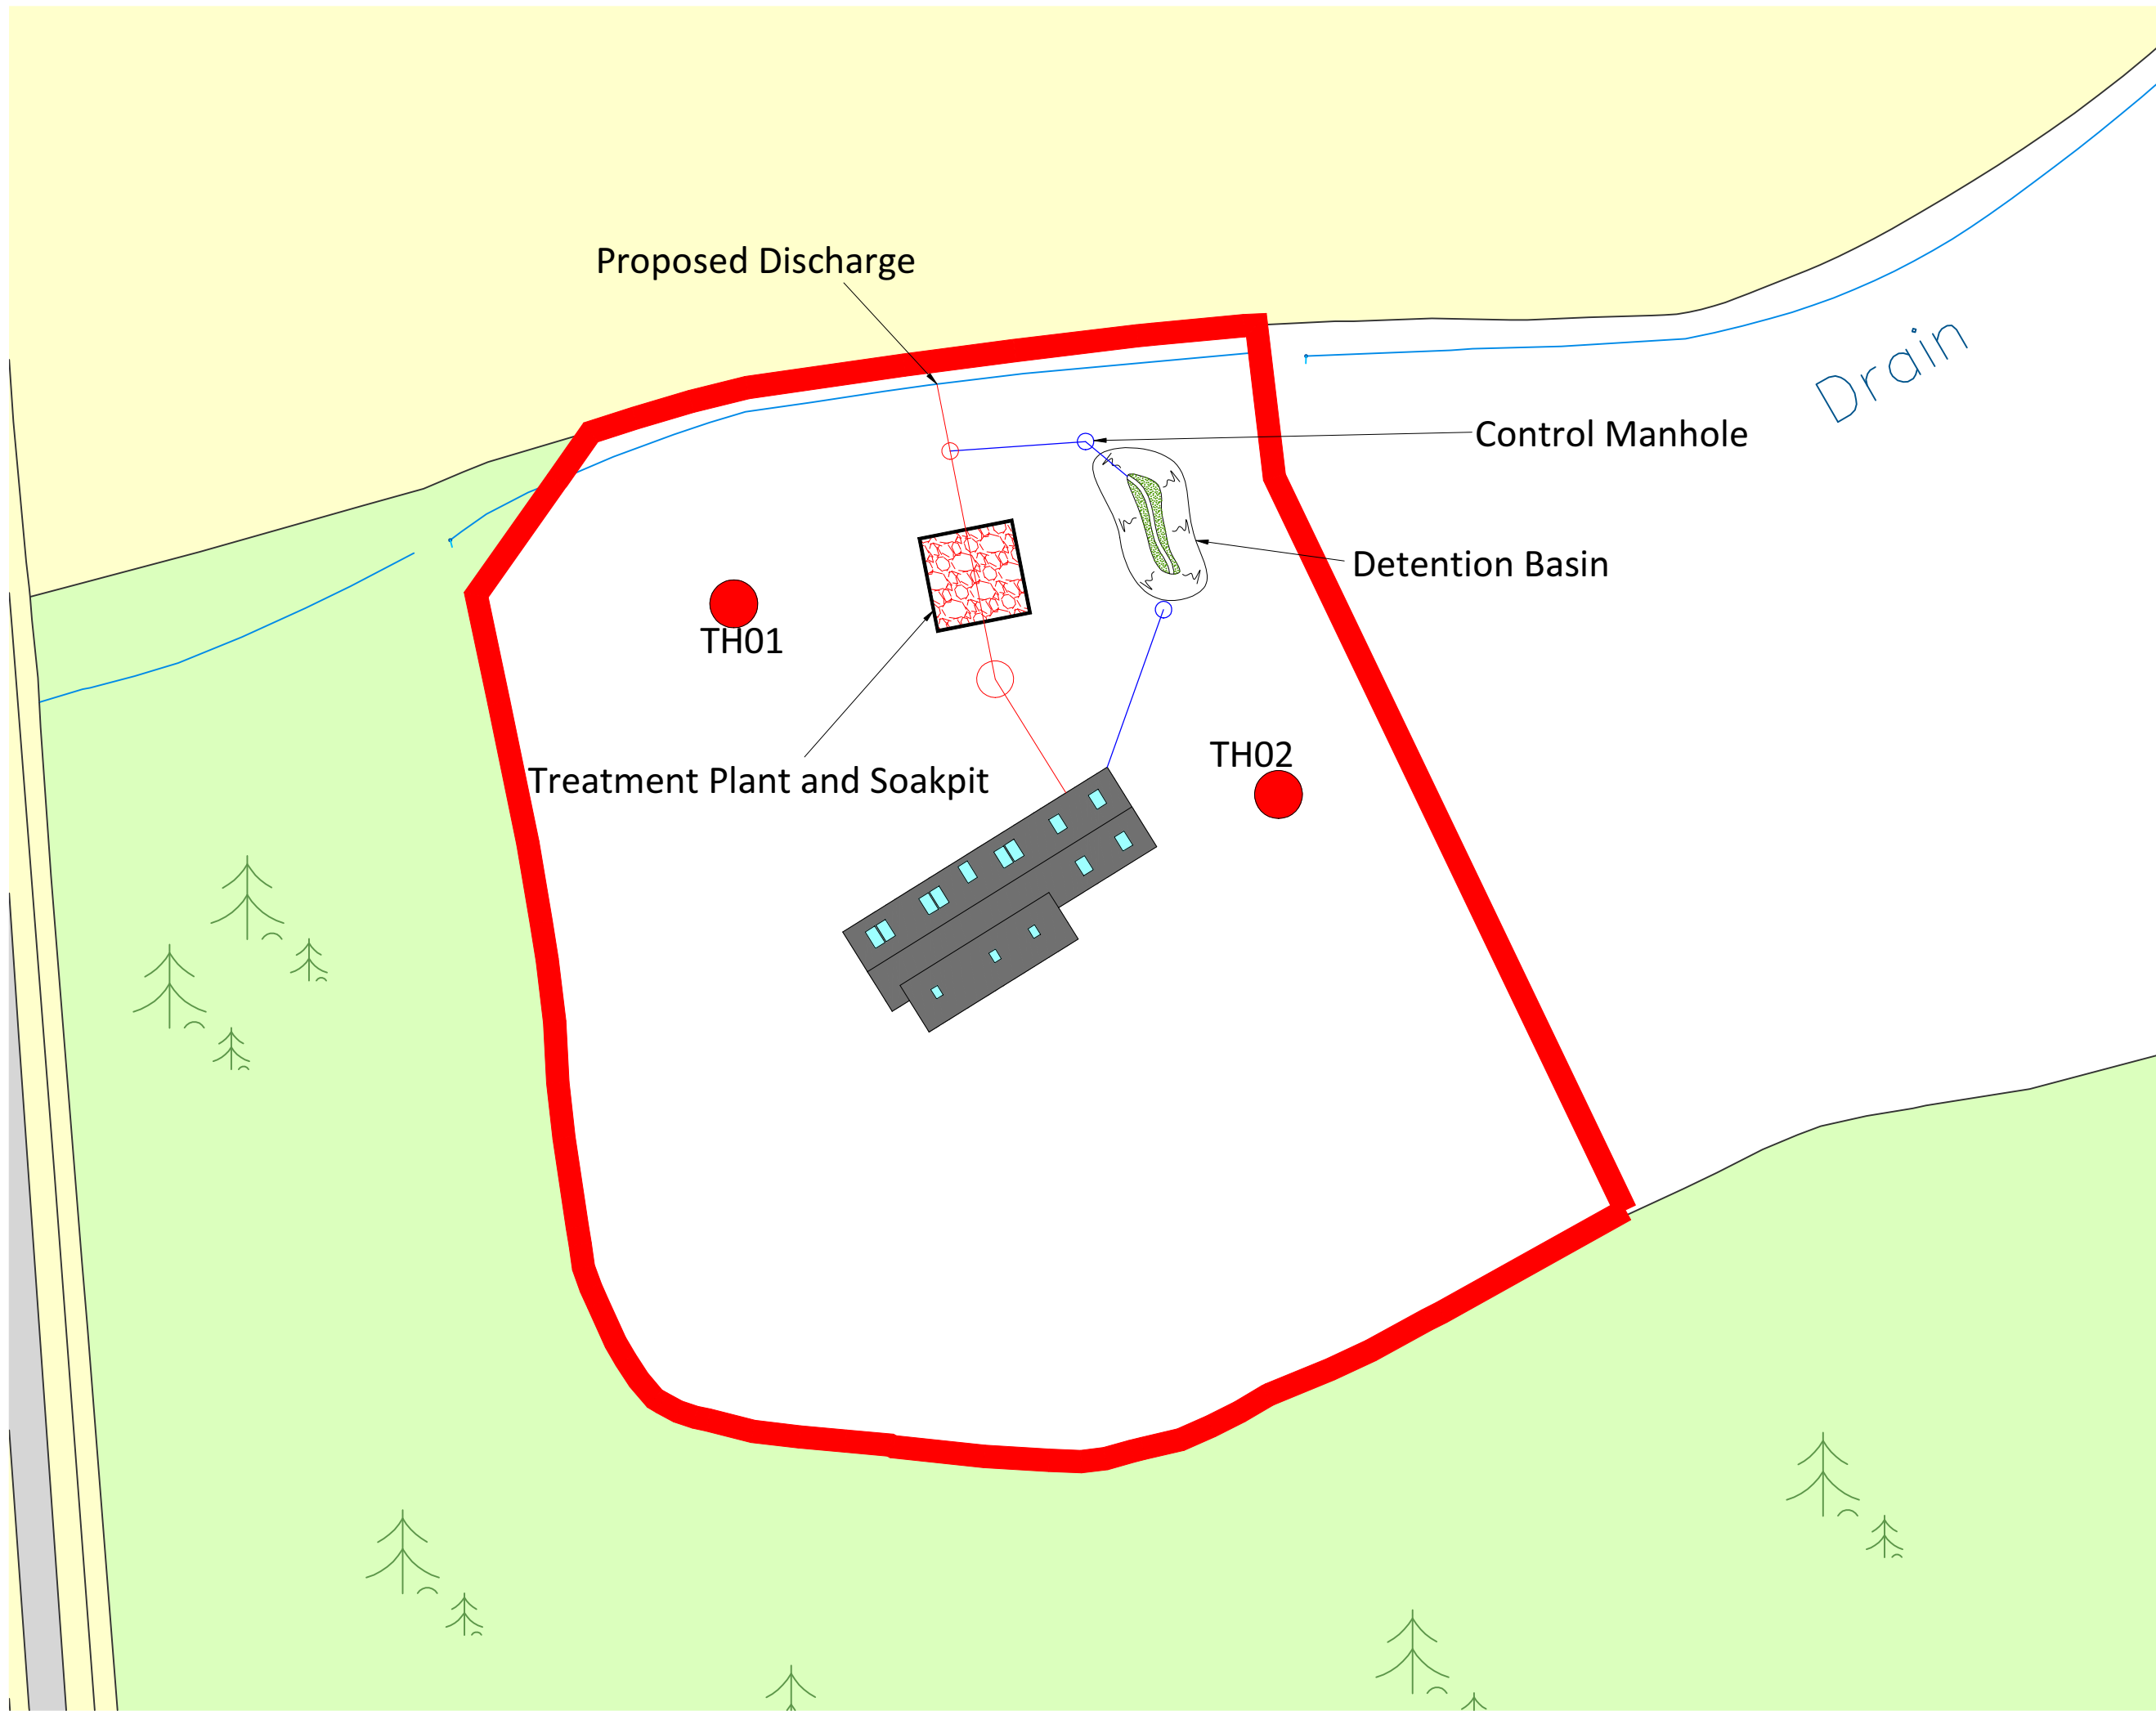 Proposed Discharge
Drain
Control Manhole
Detention Basin
TH01
TH02
Treatment Plant and Soakpit